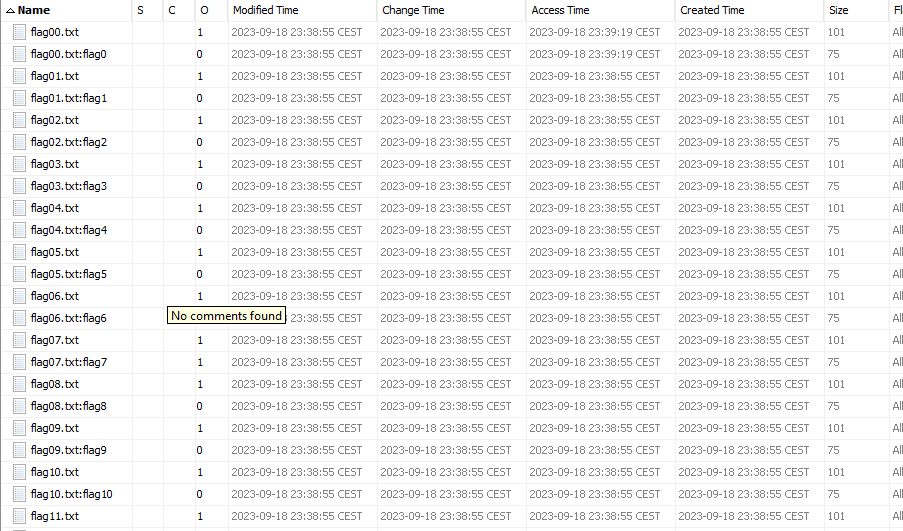 Name S C O Modified Time Change Time Access Time Created Time Size Fl
flag00.txt 1 2023-09-18 23:38:55 CEST 2023-09-18 23:38:55 CEST 2023-09-18 23:39:19 CEST 2023-09-18 23:38:55 CEST 101 All
flag00.txt:flag0 0 2023-09-18 23:38:55 CEST 2023-09-18 23:38:55 CEST 2023-09-18 23:39:19 CEST 2023-09-18 23:38:55 CEST 75 All
flag01.txt 1 2023-09-18 23:38:55 CEST 2023-09-18 23:38:55 CEST 2023-09-18 23:38:55 CEST 2023-09-18 23:38:55 CEST 101 All
flag01.txt:flag1 0 2023-09-18 23:38:55 CEST 2023-09-18 23:38:55 CEST 2023-09-18 23:38:55 CEST 2023-09-18 23:38:55 CEST 75 All
flag02.txt 1 2023-09-18 23:38:55 CEST 2023-09-18 23:38:55 CEST 2023-09-18 23:38:55 CEST 2023-09-18 23:38:55 CEST 101 All
flag02.txt:flag2 0 2023-09-18 23:38:55 CEST 2023-09-18 23:38:55 CEST 2023-09-18 23:38:55 CEST 2023-09-18 23:38:55 CEST 75 All
flag03.txt 1 2023-09-18 23:38:55 CEST 2023-09-18 23:38:55 CEST 2023-09-18 23:38:55 CEST 2023-09-18 23:38:55 CEST 101 All
flag03.txt:flag3 0 2023-09-18 23:38:55 CEST 2023-09-18 23:38:55 CEST 2023-09-18 23:38:55 CEST 2023-09-18 23:38:55 CEST 75 All
flag04.txt 1 2023-09-18 23:38:55 CEST 2023-09-18 23:38:55 CEST 2023-09-18 23:38:55 CEST 2023-09-18 23:38:55 CEST 101 All
flag04.txt:flag4 0 2023-09-18 23:38:55 CEST 2023-09-18 23:38:55 CEST 2023-09-18 23:38:55 CEST 2023-09-18 23:38:55 CEST 75 All
flag05.txt 1 2023-09-18 23:38:55 CEST 2023-09-18 23:38:55 CEST 2023-09-18 23:38:55 CEST 2023-09-18 23:38:55 CEST 101 All
flag05.txt:flag5 0 2023-09-18 23:38:55 CEST 2023-09-18 23:38:55 CEST 2023-09-18 23:38:55 CEST 2023-09-18 23:38:55 CEST 75 All
flag06.txt 1 2023-09-18 23:38:55 CEST 2023-09-18 23:38:55 CEST 2023-09-18 23:38:55 CEST 2023-09-18 23:38:55 CEST 101 All
flag06.txt:flag6 No comments found 23:38:55 CEST 2023-09-18 23:38:55 CEST 2023-09-18 23:38:55 CEST 2023-09-18 23:38:55 CEST 75 All
flag07.txt 1 2023-09-18 23:38:55 CEST 2023-09-18 23:38:55 CEST 2023-09-18 23:38:55 CEST 2023-09-18 23:38:55 CEST 101 All
flag07.txt:flag7 1 2023-09-18 23:38:55 CEST 2023-09-18 23:38:55 CEST 2023-09-18 23:38:55 CEST 2023-09-18 23:38:55 CEST 75 All
flag08.txt 1 2023-09-18 23:38:55 CEST 2023-09-18 23:38:55 CEST 2023-09-18 23:38:55 CEST 2023-09-18 23:38:55 CEST 101 All
flag08.txt:flag8 0 2023-09-18 23:38:55 CEST 2023-09-18 23:38:55 CEST 2023-09-18 23:38:55 CEST 2023-09-18 23:38:55 CEST 75 All
flag09.txt 1 2023-09-18 23:38:55 CEST 2023-09-18 23:38:55 CEST 2023-09-18 23:38:55 CEST 2023-09-18 23:38:55 CEST 101 All
flag09.txt:flag9 0 2023-09-18 23:38:55 CEST 2023-09-18 23:38:55 CEST 2023-09-18 23:38:55 CEST 2023-09-18 23:38:55 CEST 75 All
flag10.txt 1 2023-09-18 23:38:55 CEST 2023-09-18 23:38:55 CEST 2023-09-18 23:38:55 CEST 2023-09-18 23:38:55 CEST 101 All
flag10.txt:flag10 0 2023-09-18 23:38:55 CEST 2023-09-18 23:38:55 CEST 2023-09-18 23:38:55 CEST 2023-09-18 23:38:55 CEST 75 All
flag11.txt 1 2023-09-18 23:38:55 CEST 2023-09-18 23:38:55 CEST 2023-09-18 23:38:55 CEST 2023-09-18 23:38:55 CEST 101 All